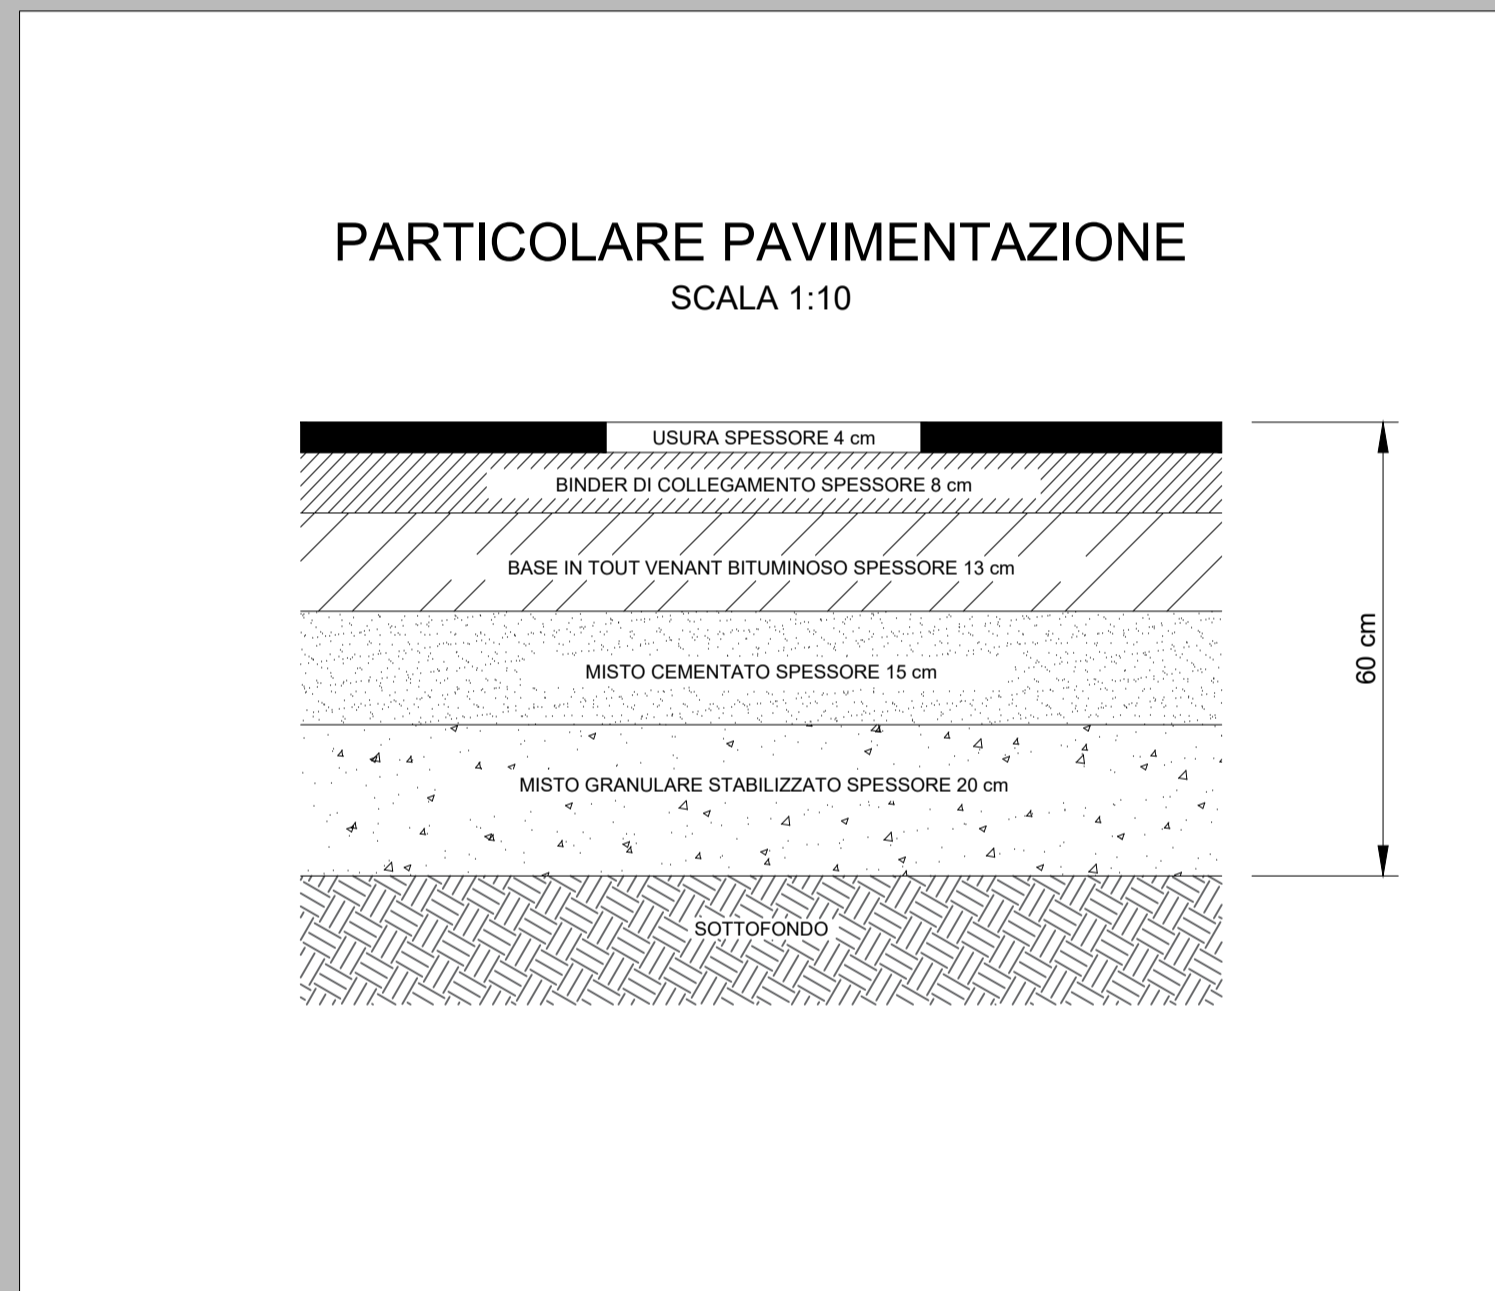 PARTICOLARE PAVIMENTAZIONE
SCALA 1:10
USURA SPESSORE 4 cm
BINDER DI COLLEGAMENTO SPESSORE 8 cm
BASE IN TOUT VENANT BITUMINOSO SPESSORE 13 cm
MISTO CEMENTATO SPESSORE 15 cm
60 cm
MISTO GRANULARE STABILIZZATO SPESSORE 20 cm
SOTTOFONDO